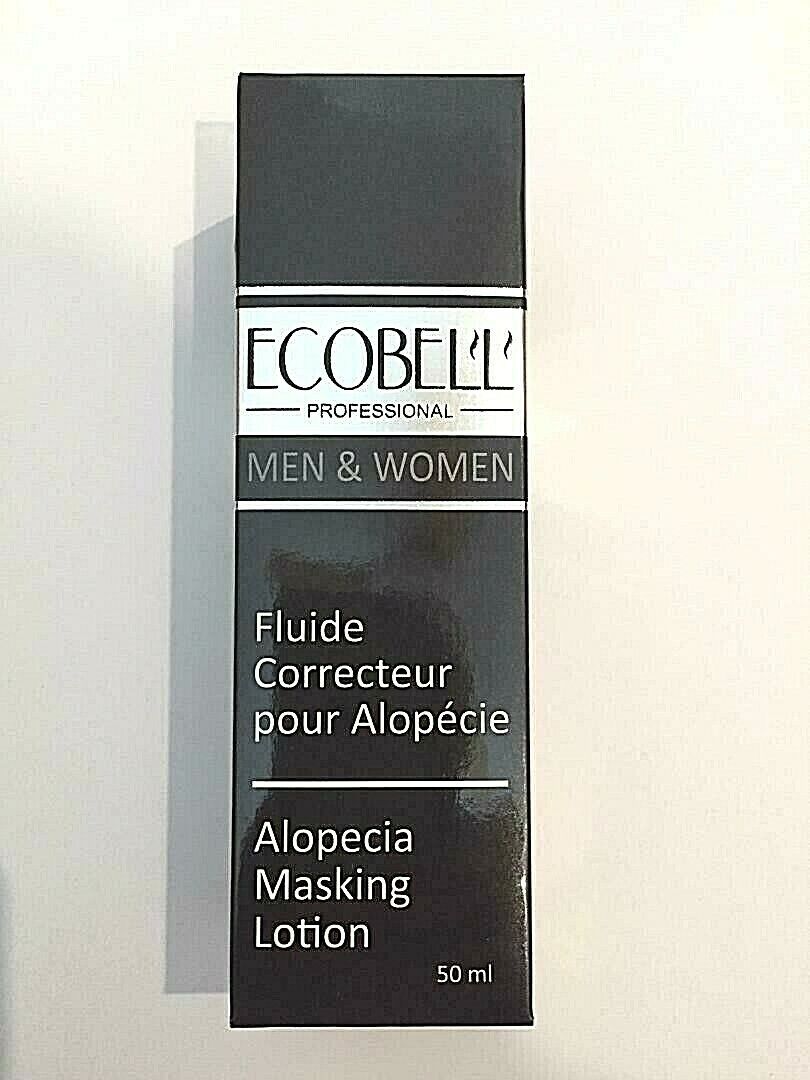 ECOBELL
PROFESSIONAL
MEN & WOMEN
Fluide
Correcteur
pour Alopécie
Alopecia
Masking
Lotion
50 ml